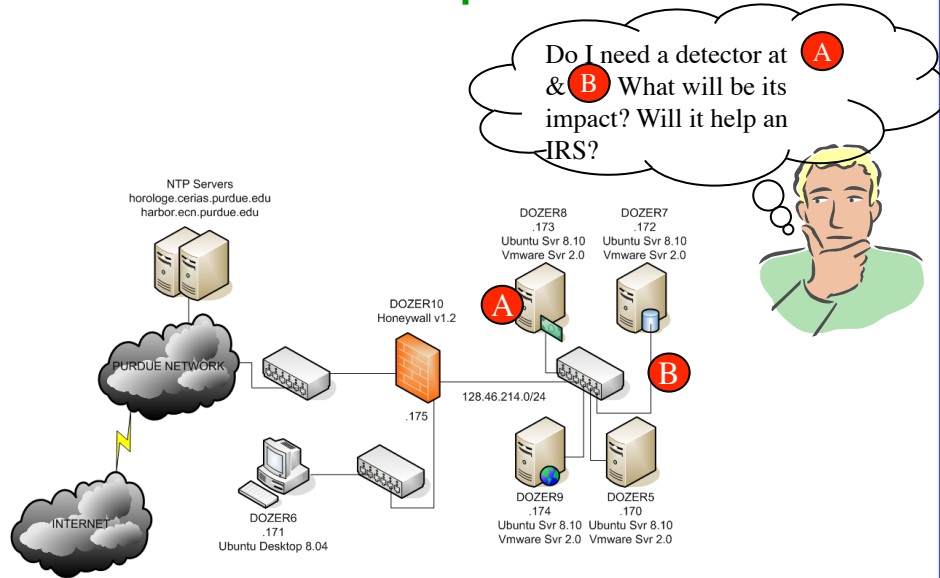 Do I need a detector at A
& B What will be its
impact? Will it help an
IRS?
NTP Servers
horologe.cerias.purdue.edu
harbor.ecn.purdue.edu
DOZER8
.173
Ubuntu Svr 8.10
Vmware Svr 2.0
DOZER7
.172
Ubuntu Svr 8.10
Vmware Svr 2.0
DOZER10
Honeywall v1.2
A
PURDUE NETWORK
B
128.46.214.0/24
.175
INTERNET
DOZER6
.171
Ubuntu Desktop 8.04
DOZER9
.174
Ubuntu Svr 8.10
Vmware Svr 2.0
DOZER5
.170
Ubuntu Svr 8.10
Vmware Svr 2.0